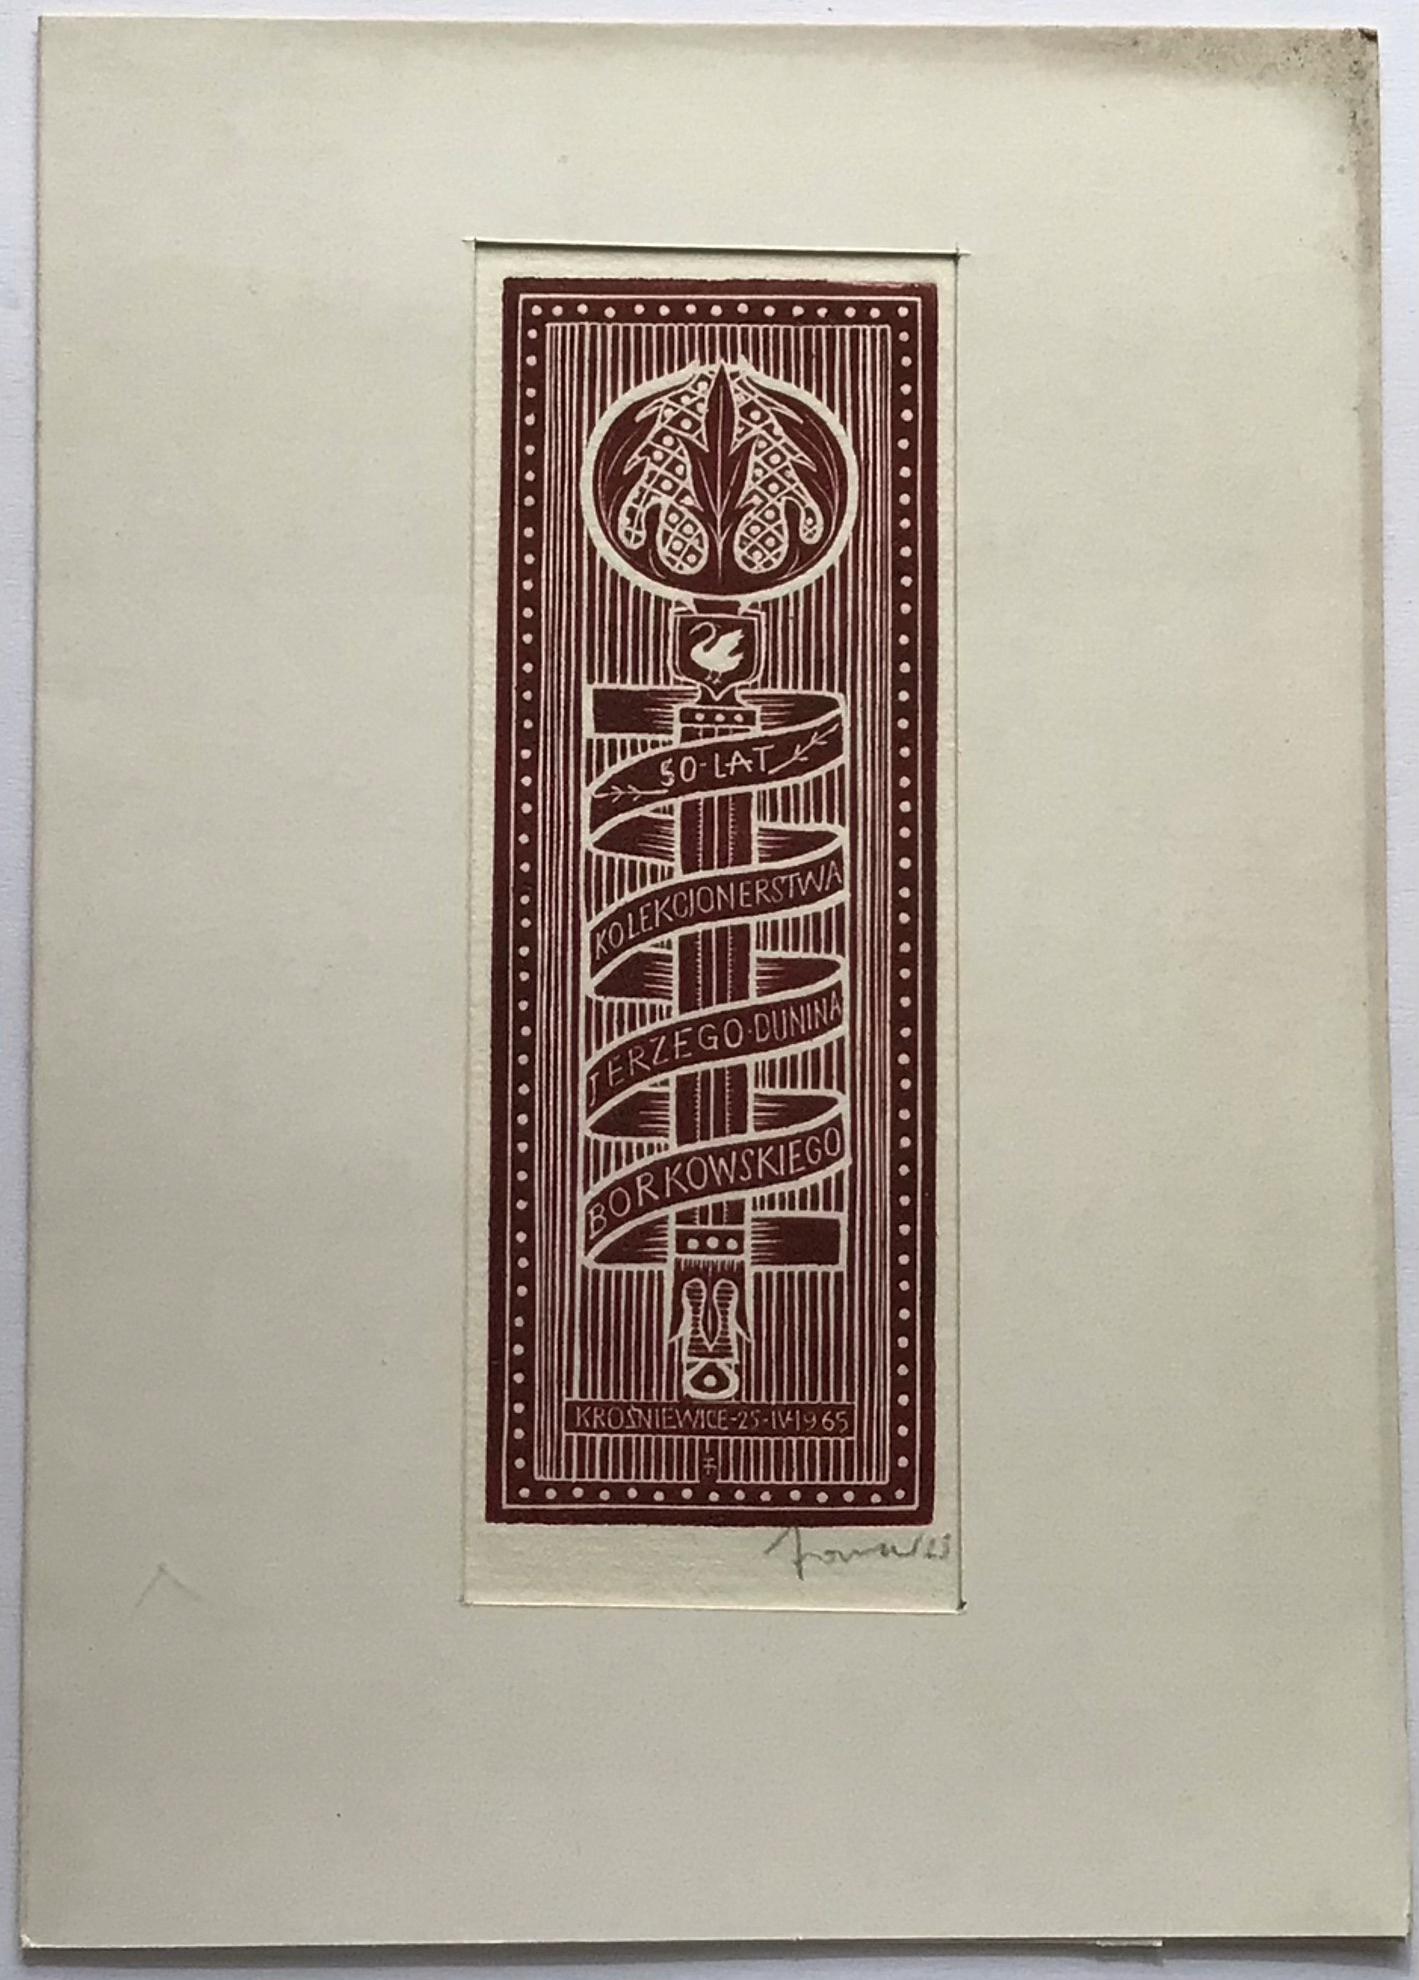 50-LAT
KOLEKCJONERSTWA
JERZEGO·DUNINA
BORKOWSKIEGO
KROŚNIEWICE-25-IV-1965